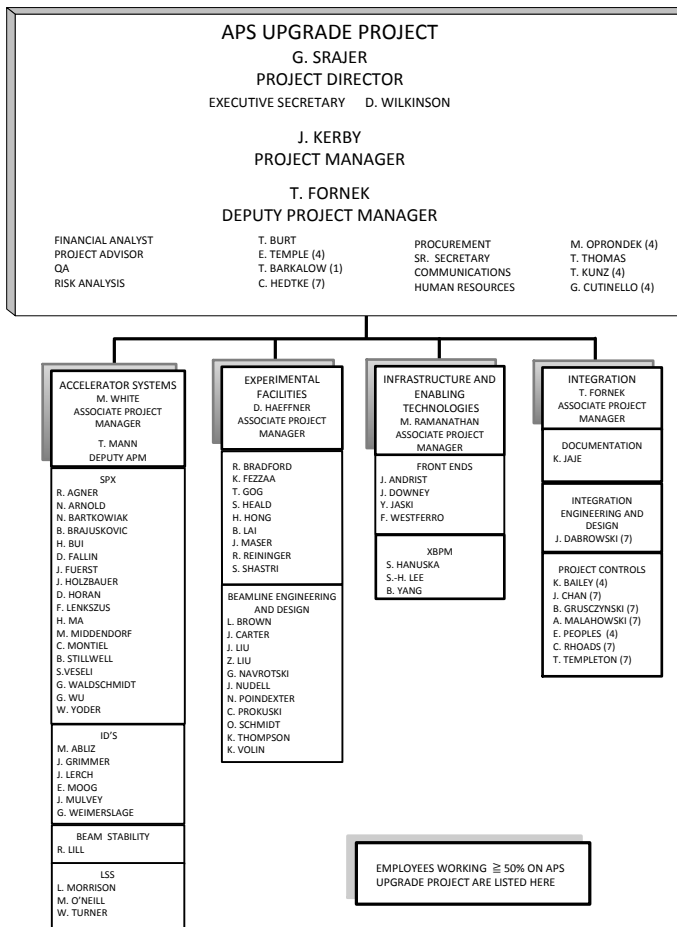 APS UPGRADE PROJECT
G. SRAJER
PROJECT DIRECTOR
EXECUTIVE SECRETARY D. WILKINSON
J. KERBY
PROJECT MANAGER
T. FORNEK
DEPUTY PROJECT MANAGER
FINANCIAL ANALYST T. BURT PROCUREMENT M. OPRONDEK (4)
PROJECT ADVISOR E. TEMPLE (4) SR. SECRETARY T. THOMAS
QA T. BARKALOW (1) COMMUNICATIONS T. KUNZ (4)
RISK ANALYSIS C. HEDTKE (7) HUMAN RESOURCES G. CUTINELLO (4)
ACCELERATOR SYSTEMS
M. WHITE
ASSOCIATE PROJECT
MANAGER
T. MANN
DEPUTY APM
SPX
R. AGNER
N. ARNOLD
N. BARTKOWIAK
B. BRAJUSKOVIC
H. BUI
D. FALLIN
J. FUERST
J. HOLZBAUER
D. HORAN
F. LENKSZUS
H. MA
M. MIDDENDORF
C. MONTIEL
B. STILLWELL
S.VESELI
G. WALDSCHMIDT
G. WU
W. YODER
ID'S
M. ABLIZ
J. GRIMMER
J. LERCH
E. MOOG
J. MULVEY
G. WEIMERSLAGE
BEAM STABILITY
R. LILL
LSS
L. MORRISON
M. O'NEILL
W. TURNER
EXPERIMENTAL
FACILITIES
D. HAEFFNER
ASSOCIATE PROJECT
MANAGER
R. BRADFORD
K. FEZZAA
T. GOG
S. HEALD
H. HONG
B. LAI
J. MASER
R. REININGER
S. SHASTRI
BEAMLINE ENGINEERING
AND DESIGN
L. BROWN
J. CARTER
J. LIU
Z. LIU
G. NAVROTSKI
J. NUDELL
N. POINDEXTER
C. PROKUSKI
O. SCHMIDT
K. THOMPSON
K. VOLIN
INFRASTRUCTURE AND
ENABLING
TECHNOLOGIES
M. RAMANATHAN
ASSOCIATE PROJECT
MANAGER
FRONT ENDS
J. ANDRIST
J. DOWNEY
Y. JASKI
F. WESTFERRO
XBPM
S. HANUSKA
S.-H. LEE
B. YANG
INTEGRATION
T. FORNEK
ASSOCIATE PROJECT
MANAGER
DOCUMENTATION
K. JAJE
INTEGRATION
ENGINEERING AND
DESIGN
J. DABROWSKI (7)
PROJECT CONTROLS
K. BAILEY (4)
J. CHAN (7)
B. GRUSCZYNSKI (7)
A. MALAHOWSKI (7)
E. PEOPLES (4)
C. RHOADS (7)
T. TEMPLETON (7)
EMPLOYEES WORKING ≧ 50% ON APS
UPGRADE PROJECT ARE LISTED HERE